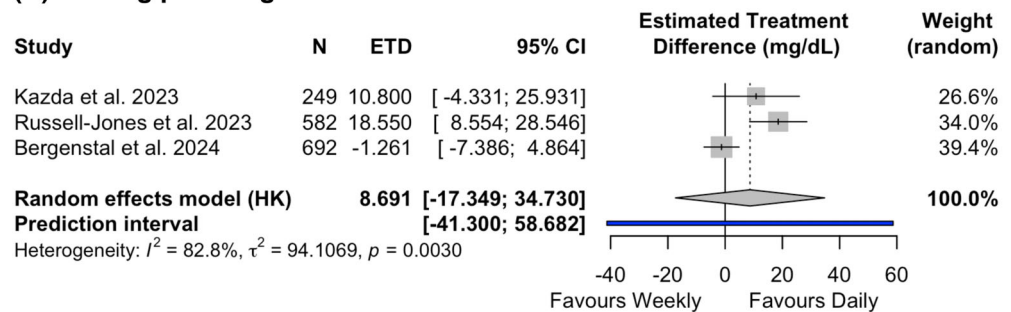 Estimated Treatment Weight
Study N ETD 95% CI Difference (mg/dL) (random)
Kazda et al. 2023 249 10.800 [ -4.331; 25.931] 26.6%
Russell-Jones et al. 2023 582 18.550 [ 8.554; 28.546] 34.0%
Bergenstal et al. 2024 692 -1.261 [ -7.386; 4.864] 39.4%
Random effects model (HK) 8.691 [-17.349; 34.730] 100.0%
Prediction interval [-41.300; 58.682]
Heterogeneity: I² = 82.8%, τ² = 94.1069, p = 0.0030
-40 -20 0 20 40 60
Favours Weekly Favours Daily